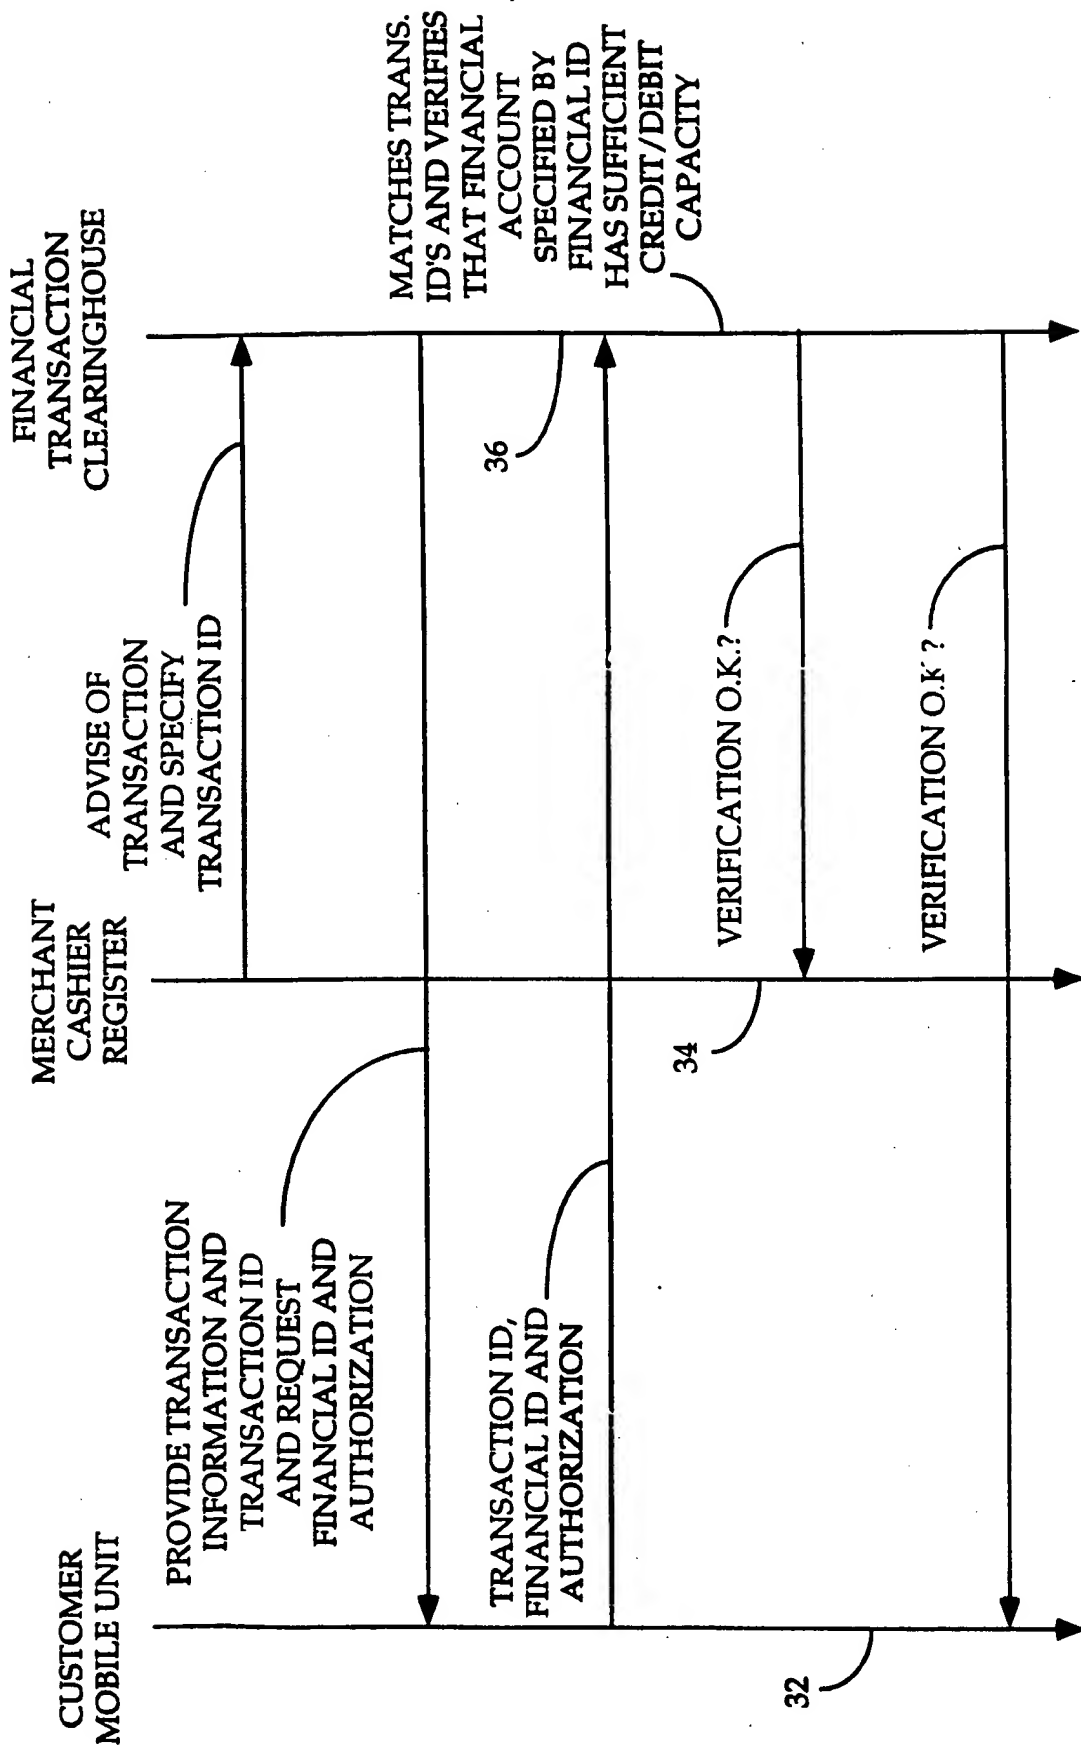 CUSTOMER
MOBILE UNIT
MERCHANT
CASHIER
REGISTER
FINANCIAL
TRANSACTION
CLEARINGHOUSE
ADVISE OF
TRANSACTION
AND SPECIFY
TRANSACTION ID
PROVIDE TRANSACTION
INFORMATION AND
TRANSACTION ID
AND REQUEST
FINANCIAL ID AND
AUTHORIZATION
36
TRANSACTION ID,
FINANCIAL ID AND
AUTHORIZATION
MATCHES TRANS.
ID'S AND VERIFIES
THAT FINANCIAL
ACCOUNT
SPECIFIED BY
FINANCIAL ID
HAS SUFFICIENT
CREDIT/DEBIT
CAPACITY
34
VERIFICATION O.K.?
32
VERIFICATION O.K ?